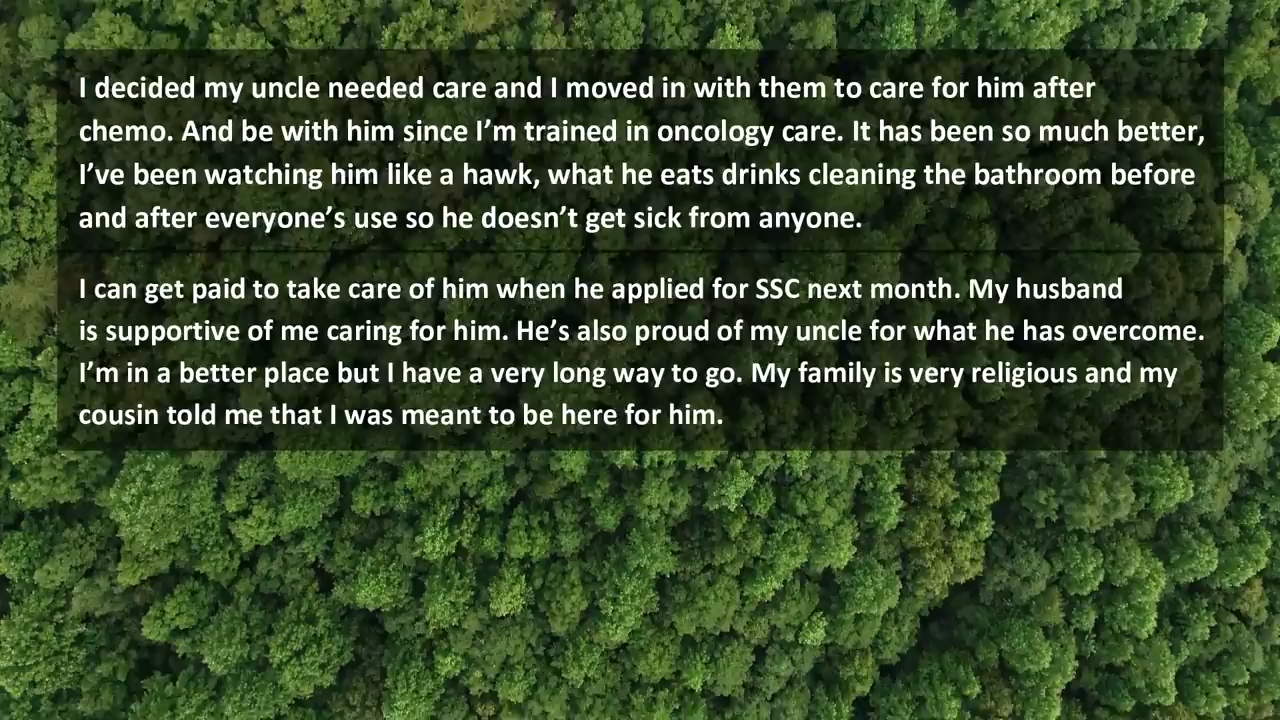 I decided my uncle needed care and I moved in with them to care for him after
chemo. And be with him since I’m trained in oncology care. It has been so much better,
I’ve been watching him like a hawk, what he eats drinks cleaning the bathroom before
and after everyone’s use so he doesn’t get sick from anyone.
I can get paid to take care of him when he applied for SSC next month. My husband
is supportive of me caring for him. He’s also proud of my uncle for what he has overcome.
I’m in a better place but I have a very long way to go. My family is very religious and my
cousin told me that I was meant to be here for him.